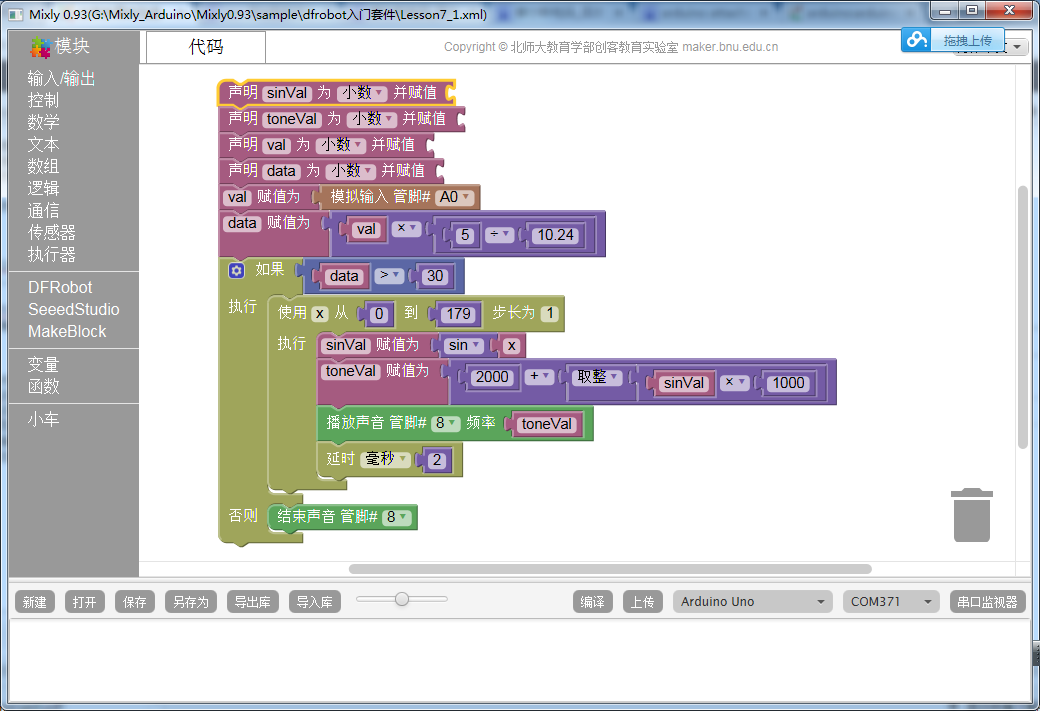 Mixly 0.93(G:\Mixly_Arduino\Mixly0.93\sample\dfrobot入门套件\Lesson7_1.xml)
模块
代码
Copyright © 北师大教育学部创客教育实验室 maker.bnu.edu.cn
拖拽上传
输入/输出
控制
数学
文本
数组
逻辑
通信
传感器
执行器
DFRobot
SeeedStudio
MakeBlock
变量
函数
小车
声明 sinVal 为 小数 并赋值
声明 toneVal 为 小数 并赋值
声明 val 为 小数 并赋值
声明 data 为 小数 并赋值
val 赋值为 模拟输入 管脚# A0
data 赋值为 val × 5 ÷ 10.24
如果 data > 30
执行 使用 x 从 0 到 179 步长为 1
执行 sinVal 赋值为 sin x
toneVal 赋值为 2000 + 取整 sinVal × 1000
播放声音 管脚# 8 频率 toneVal
延时 毫秒 2
否则 结束声音 管脚# 8
新建 打开 保存 另存为 导出库 导入库 编译 上传 Arduino Uno COM371 串口监视器